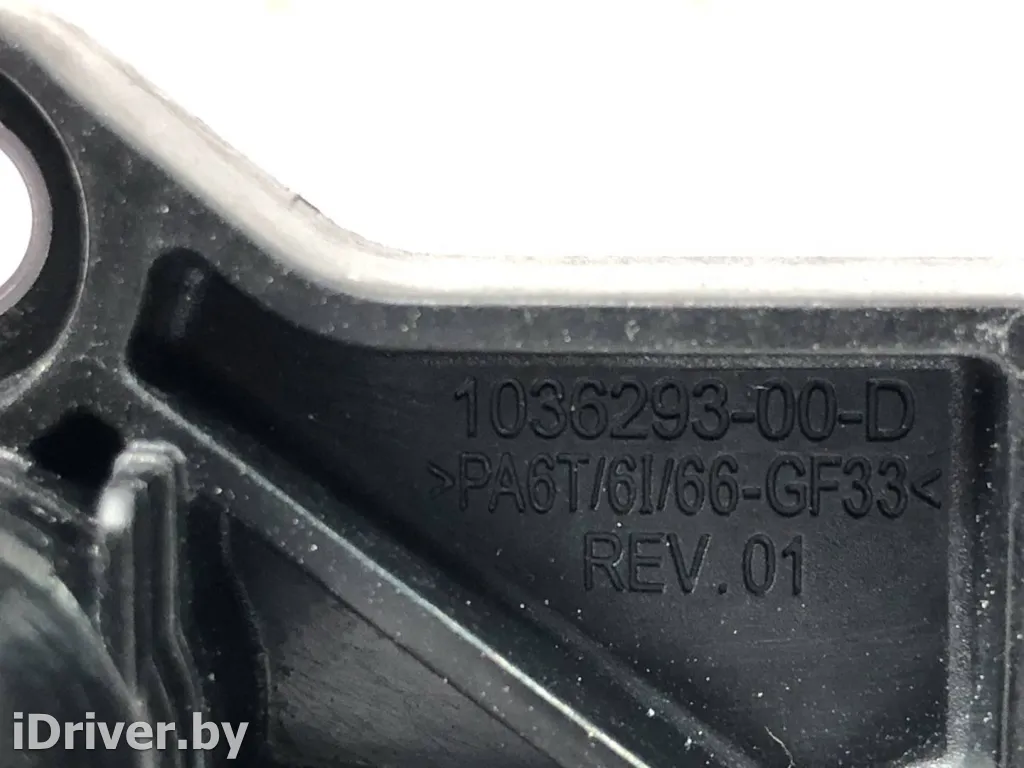 1036293-00-D
>PA6T/6I/66-GF33<
REV. 01
iDriver.by